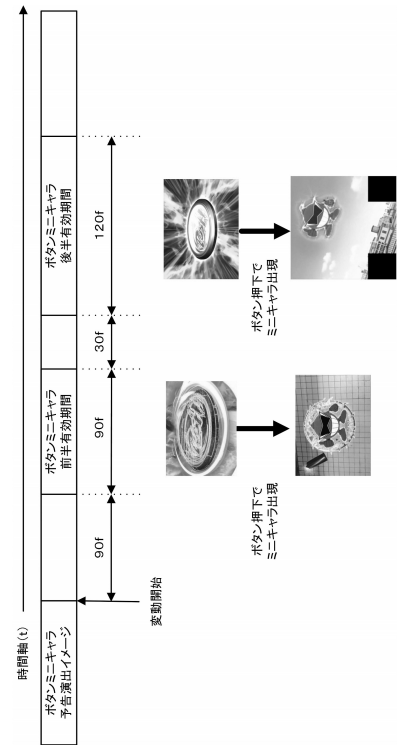 時間軸(t)
ボタンミニキャラ
予告演出イメージ
ボタンミニキャラ
前半有効期間
ボタンミニキャラ
後半有効期間
90f
90f
30f
120f
変動開始
ボタン押下で
ミニキャラ出現
ボタン押下で
ミニキャラ出現